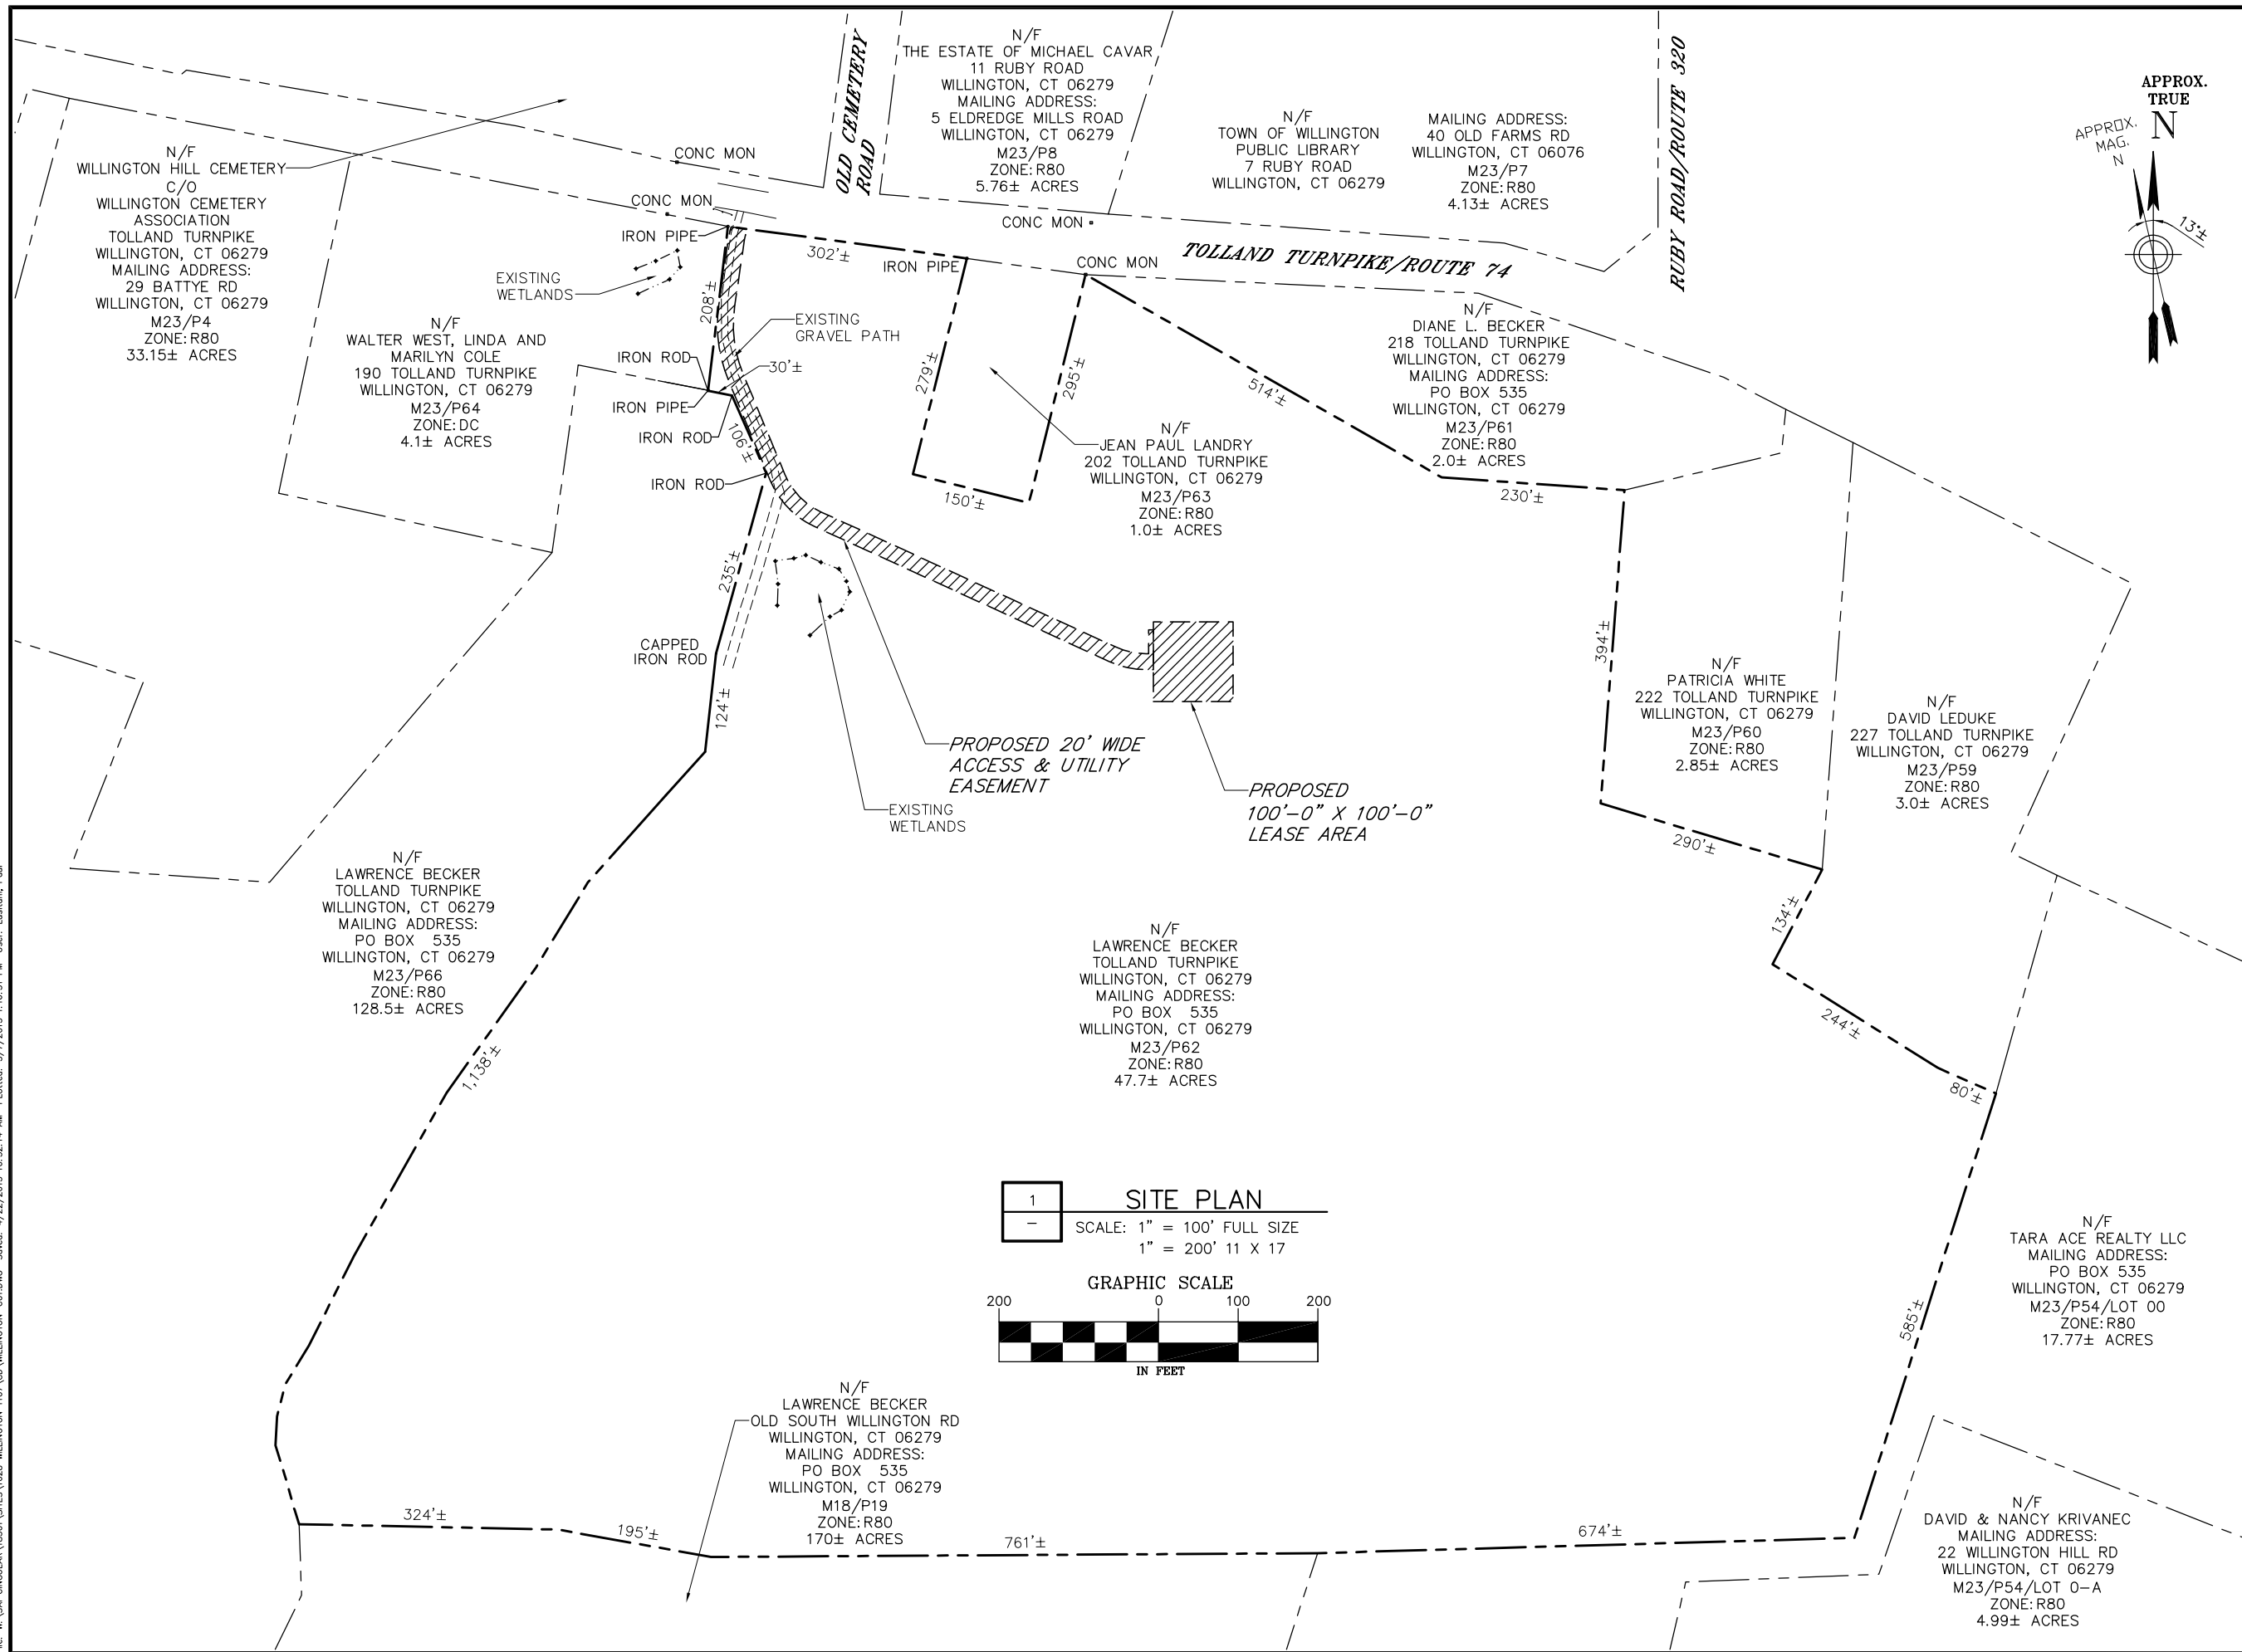 OLD CEMETERY
ROAD
RUBY ROAD/ROUTE 320
TOLLAND TURNPIKE/ROUTE 74
APPROX.
TRUE
N
APPROX.
MAG.
N
13°±
N/F
THE ESTATE OF MICHAEL CAVAR
11 RUBY ROAD
WILLINGTON, CT 06279
MAILING ADDRESS:
5 ELDREDGE MILLS ROAD
WILLINGTON, CT 06279
M23/P8
ZONE: R80
5.76± ACRES
N/F
TOWN OF WILLINGTON
PUBLIC LIBRARY
7 RUBY ROAD
WILLINGTON, CT 06279
MAILING ADDRESS:
40 OLD FARMS RD
WILLINGTON, CT 06076
M23/P7
ZONE: R80
4.13± ACRES
N/F
WILLINGTON HILL CEMETERY
C/O
WILLINGTON CEMETERY
ASSOCIATION
TOLLAND TURNPIKE
WILLINGTON, CT 06279
MAILING ADDRESS:
29 BATTYE RD
WILLINGTON, CT 06279
M23/P4
ZONE: R80
33.15± ACRES
CONC MON
CONC MON
IRON PIPE
CONC MON
CONC MON
IRON PIPE
302'±
EXISTING
WETLANDS
208'±
EXISTING
GRAVEL PATH
30'±
IRON ROD
IRON PIPE
IRON ROD
106'±
IRON ROD
279'±
295'±
150'±
514'±
230'±
N/F
WALTER WEST, LINDA AND
MARILYN COLE
190 TOLLAND TURNPIKE
WILLINGTON, CT 06279
M23/P64
ZONE: DC
4.1± ACRES
N/F
JEAN PAUL LANDRY
202 TOLLAND TURNPIKE
WILLINGTON, CT 06279
M23/P63
ZONE: R80
1.0± ACRES
N/F
DIANE L. BECKER
218 TOLLAND TURNPIKE
WILLINGTON, CT 06279
MAILING ADDRESS:
PO BOX 535
WILLINGTON, CT 06279
M23/P61
ZONE: R80
2.0± ACRES
235'±
CAPPED
IRON ROD
124'±
394'±
N/F
PATRICIA WHITE
222 TOLLAND TURNPIKE
WILLINGTON, CT 06279
M23/P60
ZONE: R80
2.85± ACRES
N/F
DAVID LEDUKE
227 TOLLAND TURNPIKE
WILLINGTON, CT 06279
M23/P59
ZONE: R80
3.0± ACRES
PROPOSED 20' WIDE
ACCESS & UTILITY
EASEMENT
EXISTING
WETLANDS
PROPOSED
100'-0" X 100'-0"
LEASE AREA
290'±
134'±
244'±
80'±
N/F
LAWRENCE BECKER
TOLLAND TURNPIKE
WILLINGTON, CT 06279
MAILING ADDRESS:
PO BOX 535
WILLINGTON, CT 06279
M23/P66
ZONE: R80
128.5± ACRES
N/F
LAWRENCE BECKER
TOLLAND TURNPIKE
WILLINGTON, CT 06279
MAILING ADDRESS:
PO BOX 535
WILLINGTON, CT 06279
M23/P62
ZONE: R80
47.7± ACRES
1,138'±
1
-
SITE PLAN
SCALE: 1" = 100' FULL SIZE
1" = 200' 11 X 17
GRAPHIC SCALE
200 0 100 200
IN FEET
585'±
N/F
TARA ACE REALTY LLC
MAILING ADDRESS:
PO BOX 535
WILLINGTON, CT 06279
M23/P54/LOT 00
ZONE: R80
17.77± ACRES
N/F
LAWRENCE BECKER
OLD SOUTH WILLINGTON RD
WILLINGTON, CT 06279
MAILING ADDRESS:
PO BOX 535
WILLINGTON, CT 06279
M18/P19
ZONE: R80
170± ACRES
324'±
195'±
761'±
674'±
N/F
DAVID & NANCY KRIVANEC
MAILING ADDRESS:
22 WILLINGTON HILL RD
WILLINGTON, CT 06279
M23/P54/LOT 0-A
ZONE: R80
4.99± ACRES